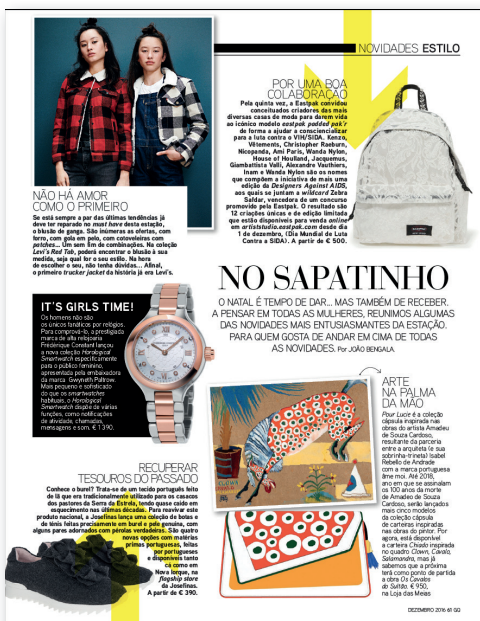 NOVIDADES ESTILO
POR UMA BOA
COLABORAÇÃO
Pela quinta vez, a Eastpak convidou
conceituados criadores das mais
diversas casas de moda para darem vida
ao icónico modelo eastpak padded pak'r
de forma a ajudar a consciencializar
para a luta contra o VIH/SIDA. Kenzo,
Vêtements, Christopher Raeburn,
Nicopanda, Ami Paris, Wanda Nylon,
House of Houlland, Jacquemus,
Giambattista Valli, Alexandre Vauthiers,
Inam e Wanda Nylon são os nomes
que compõem a iniciativa de mais uma
edição da Designers Against AIDS,
aos quais se juntam a wildcard Zebra
Safdar, vencedora de um concurso
promovido pela Eastpak. O resultado são
12 criações únicas e de edição limitada
que estão disponíveis para venda online
em artiststudio.eastpak.com desde dia
1 de dezembro, (Dia Mundial de Luta
Contra a SIDA). A partir de € 500.
NÃO HÁ AMOR
COMO O PRIMEIRO
Se está sempre a par das últimas tendências já
deve ter reparado no must have desta estação,
o blusão de ganga. São inúmeras as ofertas, com
forro, com gola em pelo, com cotoveleiras com
patches... Um sem fim de combinações. Na coleção
Levi's Red Tab, poderá encontrar o blusão à sua
medida, seja qual for o seu estilo. Na hora
de escolher o seu, não tenha dúvidas... Afinal,
o primeiro trucker jacket da história já era Levi's.
NO SAPATINHO
O NATAL É TEMPO DE DAR... MAS TAMBÉM DE RECEBER.
A PENSAR EM TODAS AS MULHERES, REUNIMOS ALGUMAS
DAS NOVIDADES MAIS ENTUSIASMANTES DA ESTAÇÃO.
PARA QUEM GOSTA DE ANDAR EM CIMA DE TODAS
AS NOVIDADES. Por JOÃO BENGALA.
IT'S GIRLS TIME!
Os homens não são
os únicos fanáticos por relógios.
Para comprová-lo, a prestigiada
marca de alta relojoaria
Frédérique Constant lançou
a nova coleção Horological
Smartwatch especificamente
para o público feminino,
apresentada pela embaixadora
da marca Gwyneth Paltrow.
Mais pequeno e sofisticado
do que os smartwatches
habituais, o Horological
Smartwatch dispõe de várias
funções, como notificações
de atividade, chamadas,
mensagens e som. € 1 390.
ARTE
NA PALMA
DA MÃO
Pour Lucie é a coleção
cápsula inspirada nas
obras do artista Amadeu
de Souza Cardoso,
resultante da parceria
entre a arquiteta (e sua
sobrinha-trineta) Isabel
Rebello de Andrade
com a marca portuguesa
âme moi. Até 2018,
ano em que se assinalam
os 100 anos da morte
de Amadeo de Souza
Cardoso, serão lançados
mais cinco modelos
da coleção cápsula
de carteiras inspiradas
nas obras do pintor. Por
agora, está disponível
a carteira Chiado inspirada
no quadro Clown, Cavalo,
Salamandra, mas já
sabemos que a próxima
terá como ponto de partida
a obra Os Cavalos
do Sultão. € 950,
na Loja das Meias
RECUPERAR
TESOUROS DO PASSADO
Conhece o burel? Trata-se de um tecido português feito
de lã que era tradicionalmente utilizado para os casacos
dos pastores da Serra da Estrela, tendo quase caído em
esquecimento nas últimas décadas. Para reavivar este
produto nacional, a Josefinas lança uma coleção de botas e
de ténis feitas precisamente em burel e pele genuína, com
alguns pares adornados com pérolas verdadeiras. São quatro
novas opções com matérias
primas portuguesas, feitas
por portugueses
e disponíveis tanto
cá como em
Nova Iorque, na
flagship store
da Josefinas.
A partir de € 390.
DEZEMBRO 2016 61 GQ